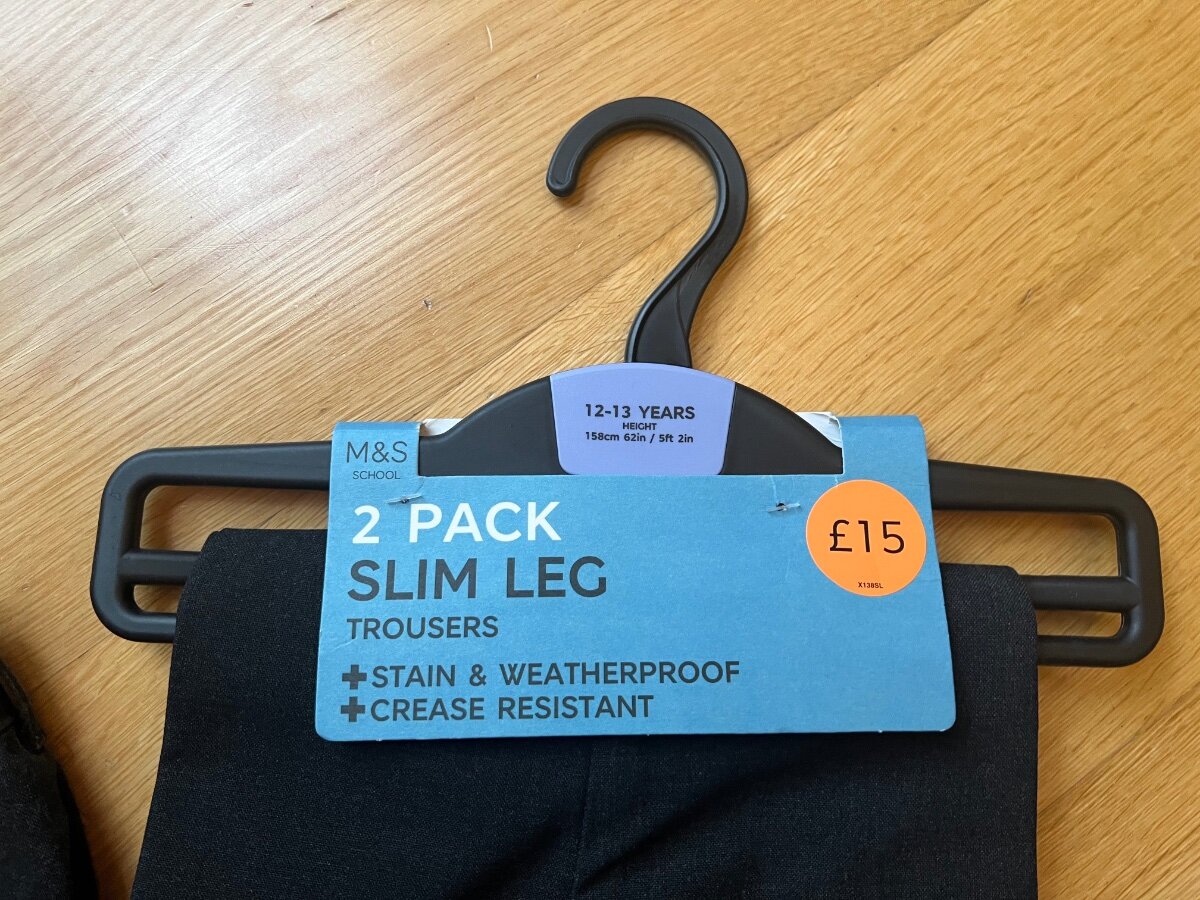 12-13 YEARS
HEIGHT
158cm 62in / 5ft 2in
M&S
SCHOOL
2 PACK
SLIM LEG
TROUSERS
+STAIN & WEATHERPROOF
+CREASE RESISTANT
£15
X138SL